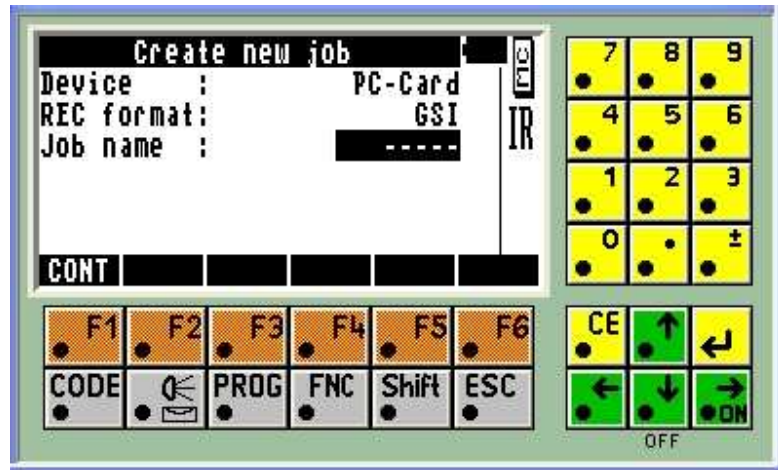 Create new job
Device : PC-Card
REC format: GSI
Job name : -----
IR
CONT
F1 F2 F3 F4 F5 F6
CODE PROG FNC Shift ESC
7 8 9
4 5 6
1 2 3
0 . ±
CE
ON
OFF